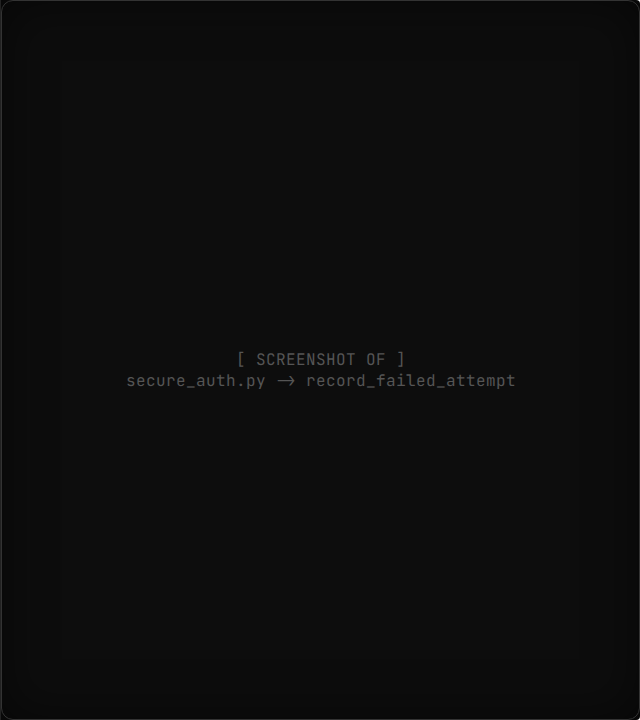 [ SCREENSHOT OF ]
secure_auth.py → record_failed_attempt